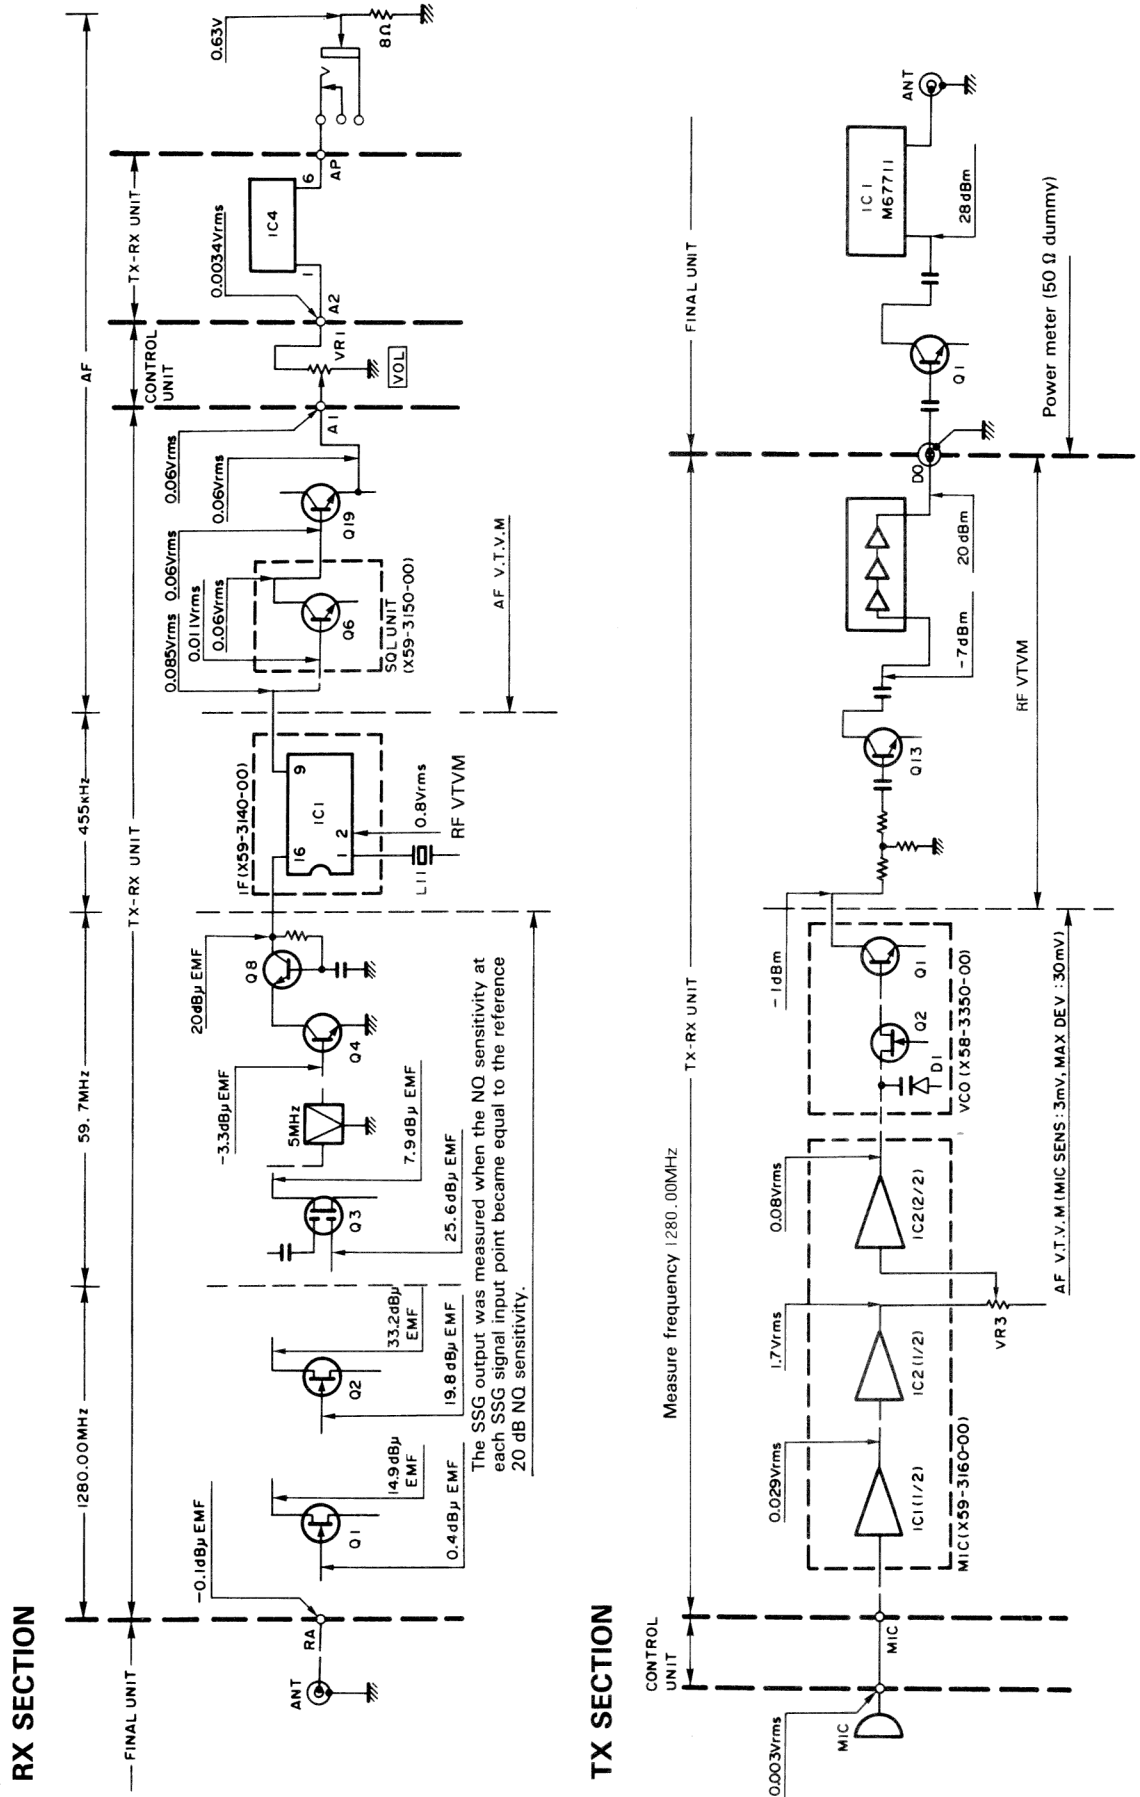 RX SECTION
FINAL UNIT
TX-RX UNIT
CONTROL UNIT
TX-RX UNIT
1280.00MHz
59.7MHz
455kHz
AF
ANT
RA
-0.1dBμ EMF
Q1
0.4dBμ EMF
14.9dBμ
EMF
Q2
19.8dBμ EMF
33.2dBμ
EMF
Q3
25.6dBμ EMF
7.9dBμ EMF
5MHz
-3.3dBμ EMF
Q4
Q8
20dBμ EMF
The SSG output was measured when the NQ sensitivity at
each SSG signal input point became equal to the reference
20 dB NQ sensitivity.
IF(X59-3140-00)
16
9
IC1
1
2
L11
0.8Vrms
RF VTVM
0.085Vrms
0.011Vrms
0.06Vrms
0.06Vrms
Q6
SQL UNIT
(X59-3150-00)
Q19
0.06Vrms
0.06Vrms
AF V.T.V.M
A1
VR1
VOL
A2
0.0034Vrms
IC4
1
6
AP
0.63V
8Ω
TX SECTION
CONTROL
UNIT
TX-RX UNIT
FINAL UNIT
Measure frequency 1280.00MHz
0.003Vrms
MIC
MIC
IC1(1/2)
0.029Vrms
IC2(1/2)
1.7Vrms
VR3
IC2(2/2)
0.08Vrms
MIC(X59-3160-00)
AF V.T.V.M (MIC SENS : 3mV, MAX DEV : 30mV)
D1
Q2
Q1
VCO (X58-3350-00)
-1dBm
Q13
-7dBm
20dBm
RF VTVM
DO
Q1
28dBm
IC1
M67711
ANT
Power meter (50 Ω dummy)